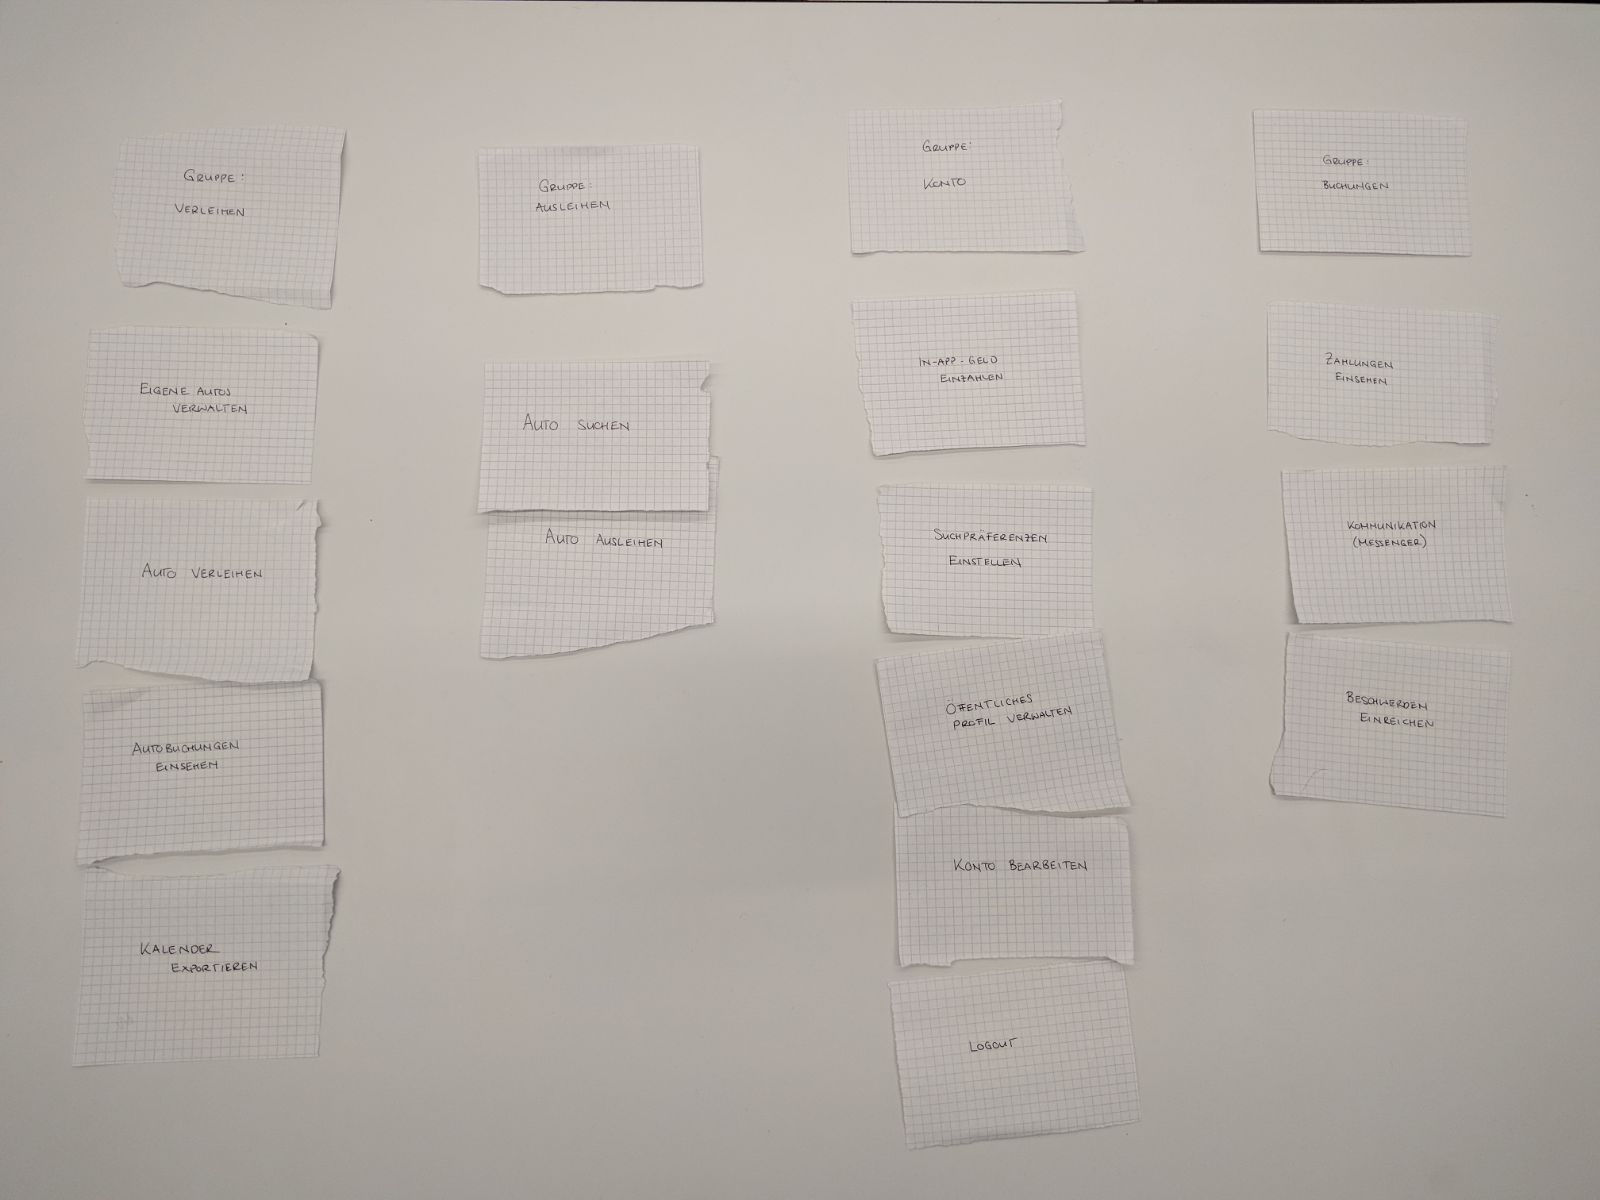 GRUPPE:
VERLEIHEN
EIGENE AUTOS
VERWALTEN
AUTO VERLEIHEN
AUTOBUCHUNGEN
EINSEHEN
KALENDER
EXPORTIEREN
GRUPPE:
AUSLEIHEN
AUTO SUCHEN
AUTO AUSLEIHEN
GRUPPE:
KONTO
IN-APP-GELD
EINZAHLEN
SUCHPRÄFERENZEN
EINSTELLEN
ÖFFENTLICHES
PROFIL VERWALTEN
KONTO BEARBEITEN
LOGOUT
GRUPPE:
BUCHUNGEN
ZAHLUNGEN
EINSEHEN
KOMMUNIKATION
(MESSENGER)
BESCHWERDEN
EINREICHEN